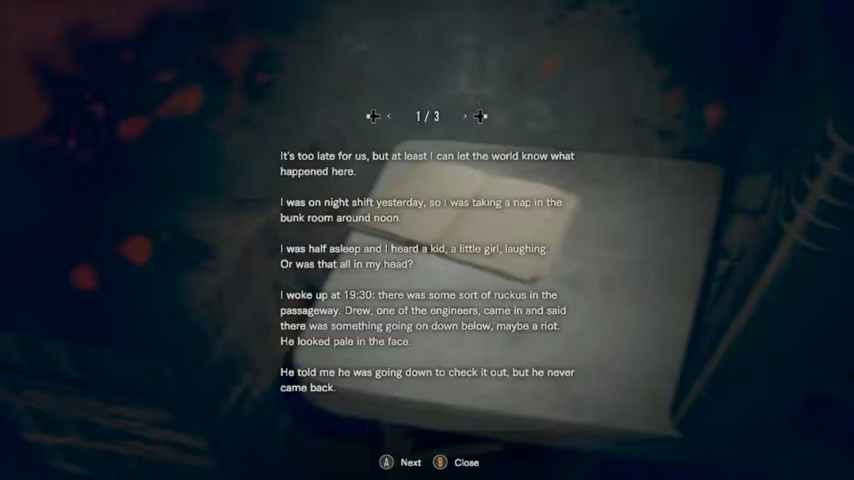 < 1 / 3 >
It's too late for us, but at least I can let the world know what
happened here.
I was on night shift yesterday, so I was taking a nap in the
bunk room around noon.
I was half asleep and I heard a kid, a little girl, laughing.
Or was that all in my head?
I woke up at 19:30: there was some sort of ruckus in the
passageway. Drew, one of the engineers, came in and said
there was something going on down below, maybe a riot.
He looked pale in the face.
He told me he was going down to check it out, but he never
came back.
A Next B Close